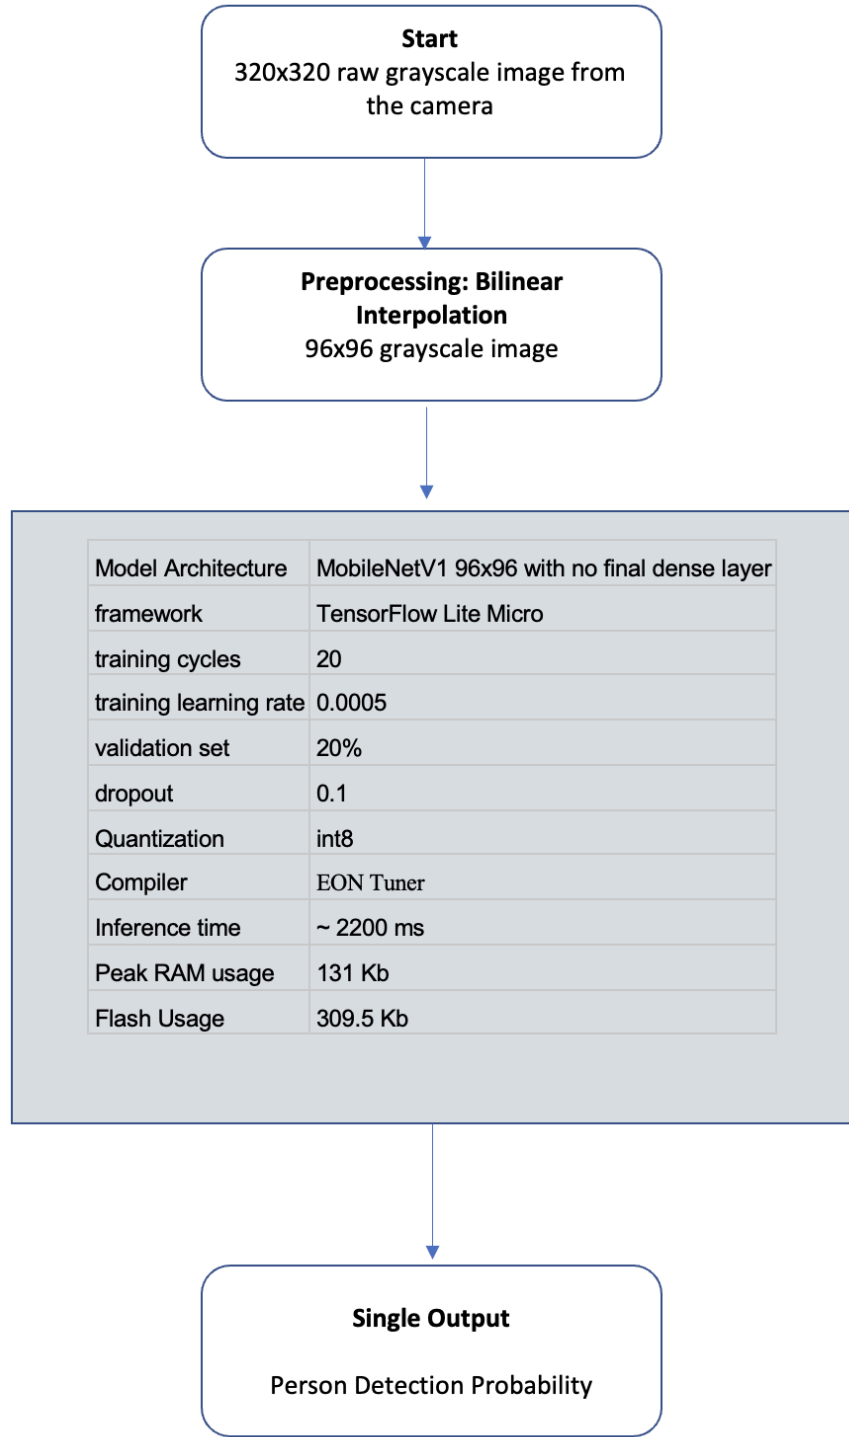 Start
320x320 raw grayscale image from
the camera
Preprocessing: Bilinear
Interpolation
96x96 grayscale image
Model Architecture MobileNetV1 96x96 with no final dense layer
framework TensorFlow Lite Micro
training cycles 20
training learning rate 0.0005
validation set 20%
dropout 0.1
Quantization int8
Compiler EON Tuner
Inference time ~ 2200 ms
Peak RAM usage 131 Kb
Flash Usage 309.5 Kb
Single Output
Person Detection Probability